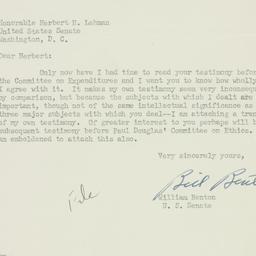 Honorable Herbert H. Lehman
United States Senate
Washington, D. C.
Dear Herbert:
Only now have I had time to read your testimony before
the Committee on Expenditures and I want you to know how wholly
I agree with it. It makes my own testimony seem very inconsequ
by comparison, but because the subjects with which I dealt are
important, though not of the same intellectual significance as
three major subjects with which you deal--I am attaching a tran
of my own testimony. Of greater interest to you perhaps will b
subsequent testimony before Paul Douglas' Committee on Ethics.
am emboldened to attach this also.
Very sincerely yours,
Bill Bent
William Benton
U. S. Senate
File